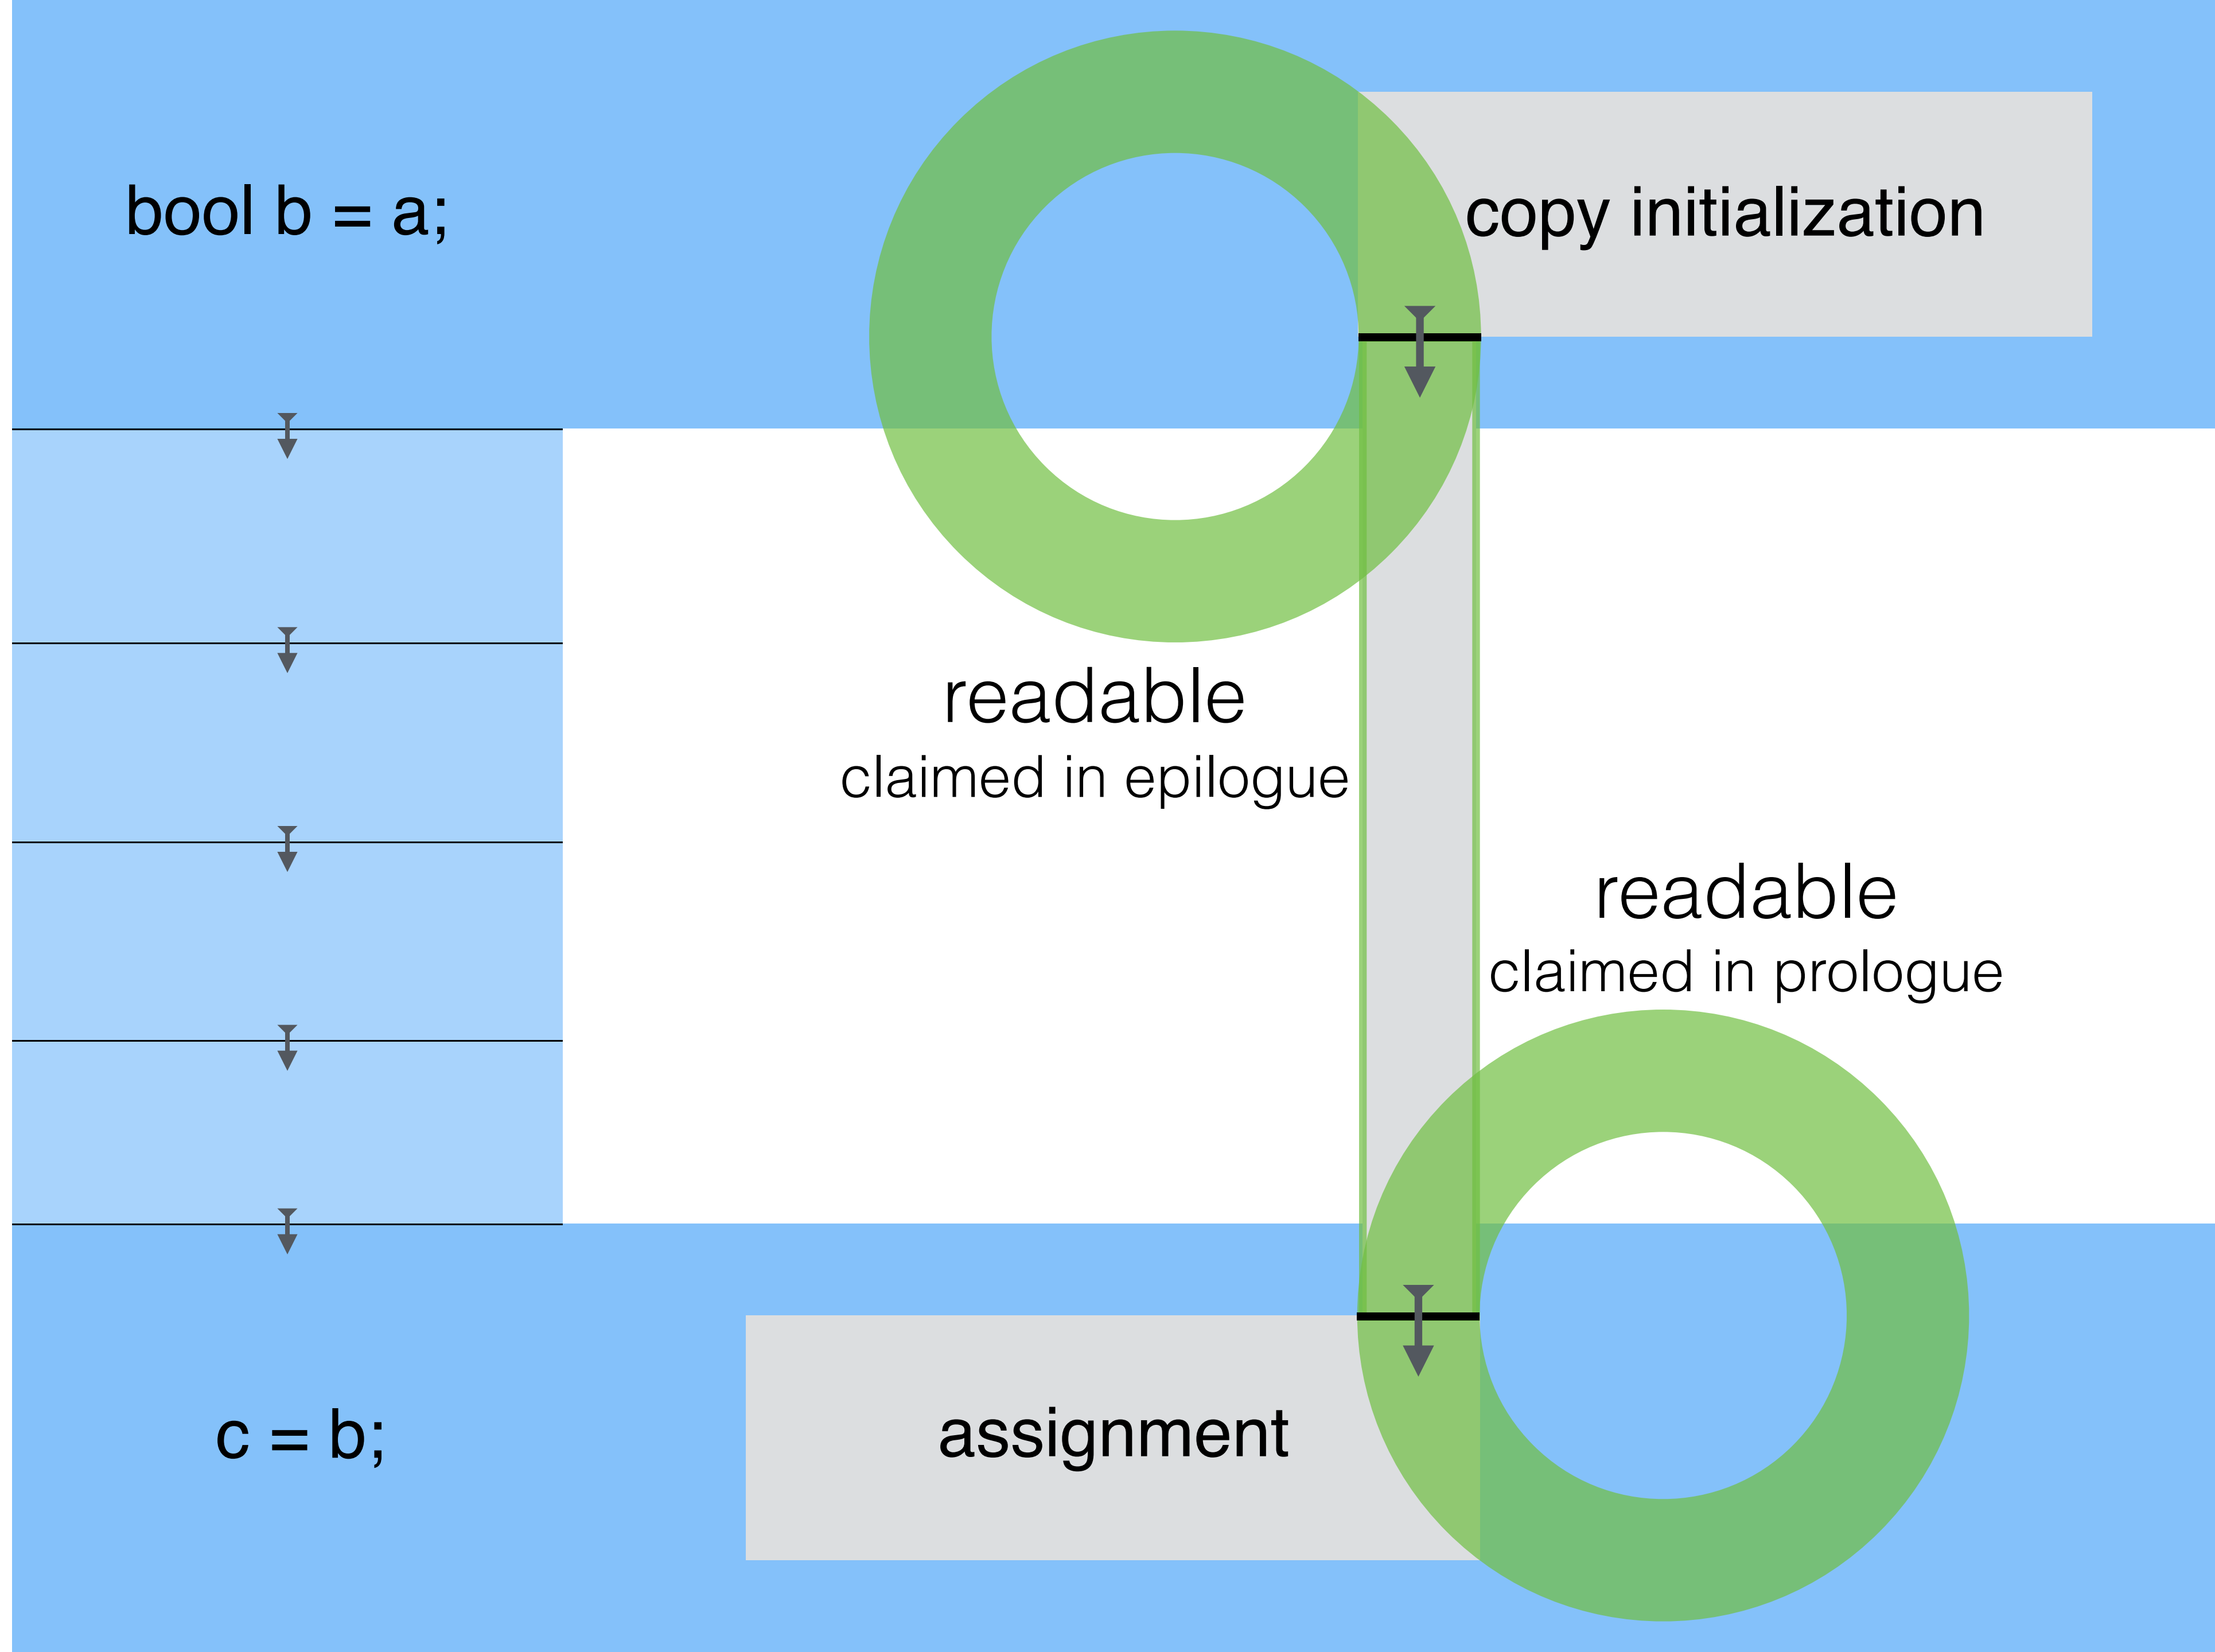 bool b = a;
copy initialization
readable
claimed in epilogue
readable
claimed in prologue
c = b;
assignment